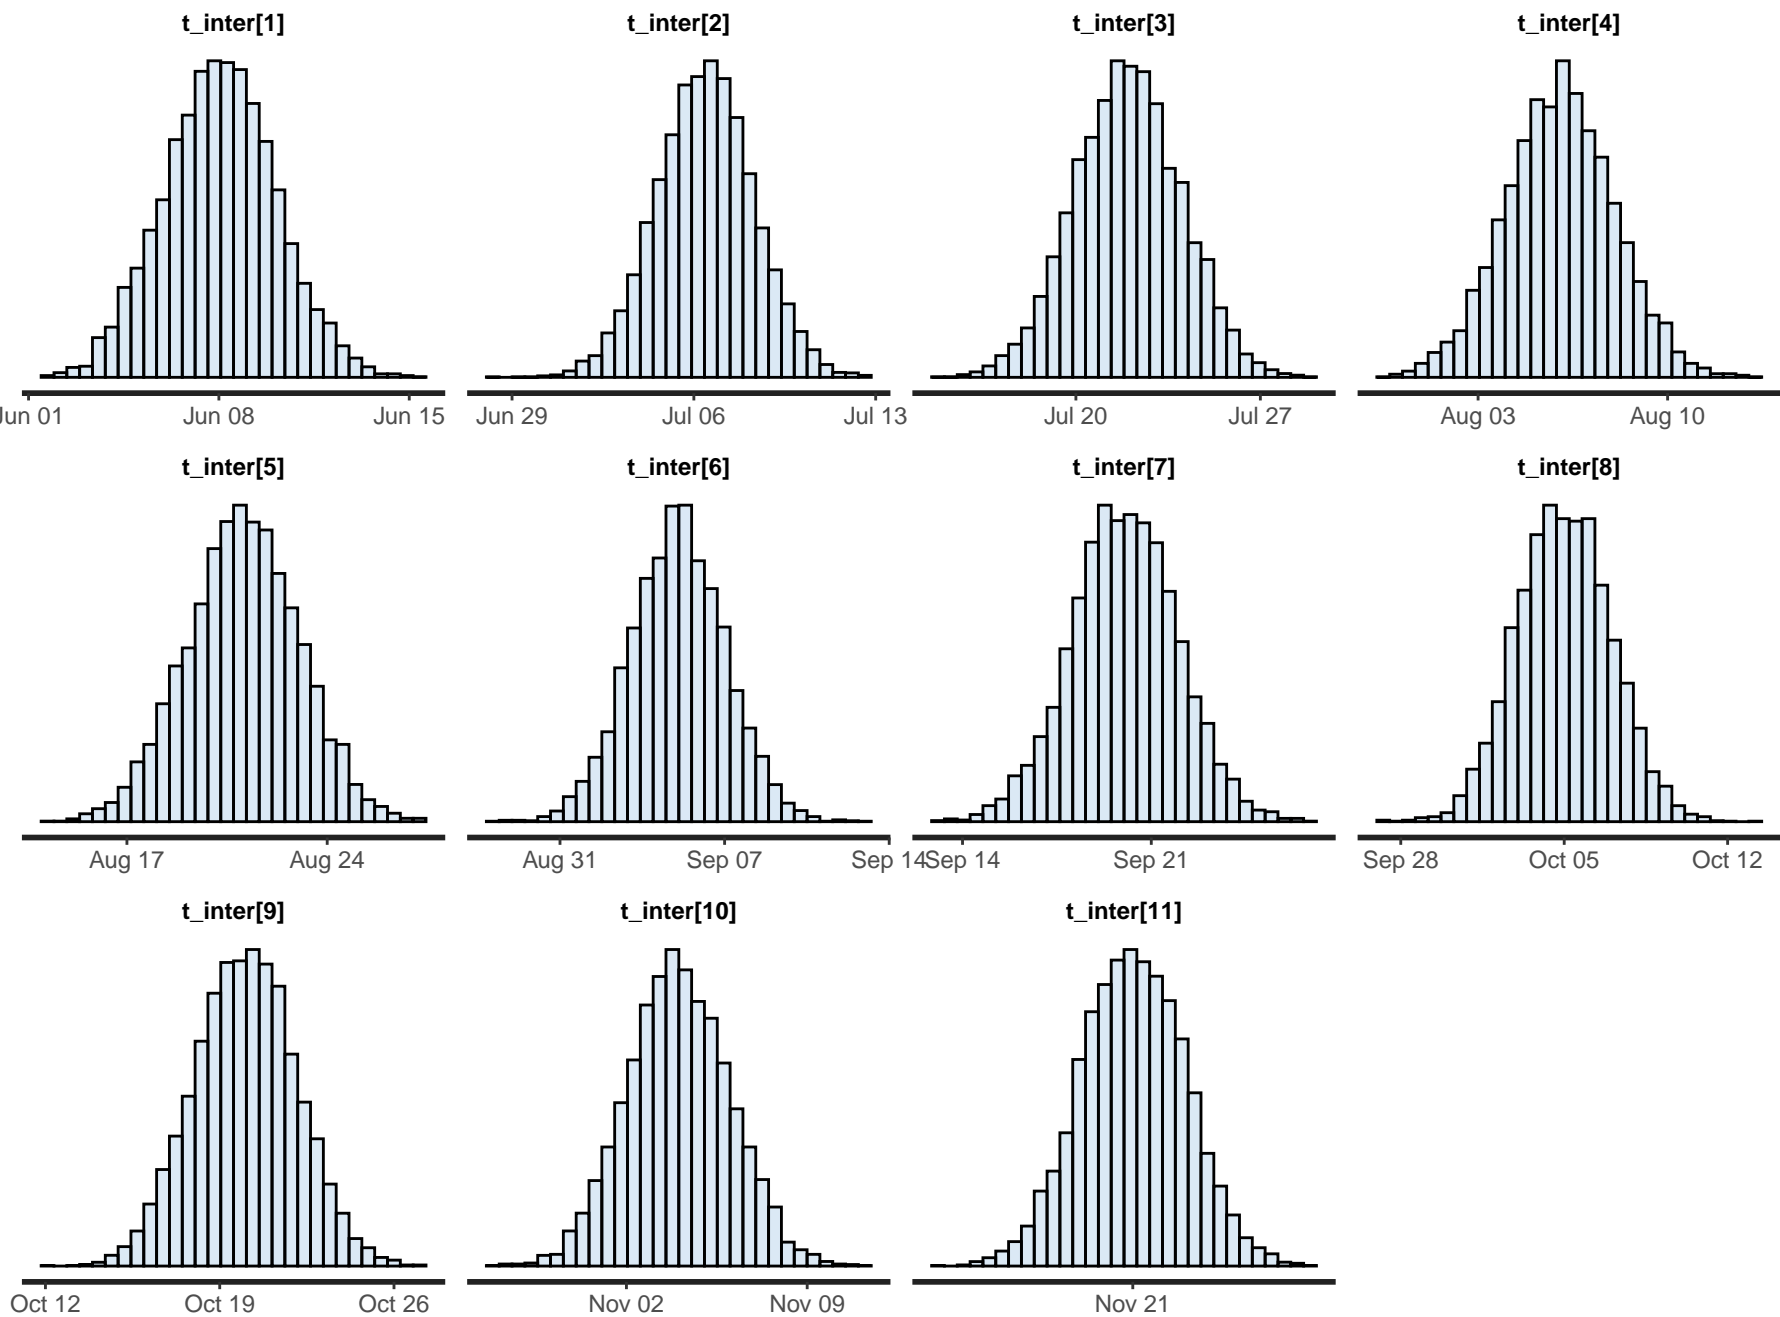 t_inter[1] t_inter[2] t_inter[3] t_inter[4]
Jun 01 Jun 08 Jun 15 Jun 29 Jul 06 Jul 13 Jul 20 Jul 27 Aug 03 Aug 10
t_inter[5] t_inter[6] t_inter[7] t_inter[8]
Aug 17 Aug 24 Aug 31 Sep 07 Sep 14 Sep 14 Sep 21 Sep 28 Oct 05 Oct 12
t_inter[9] t_inter[10] t_inter[11]
Oct 12 Oct 19 Oct 26 Nov 02 Nov 09 Nov 21